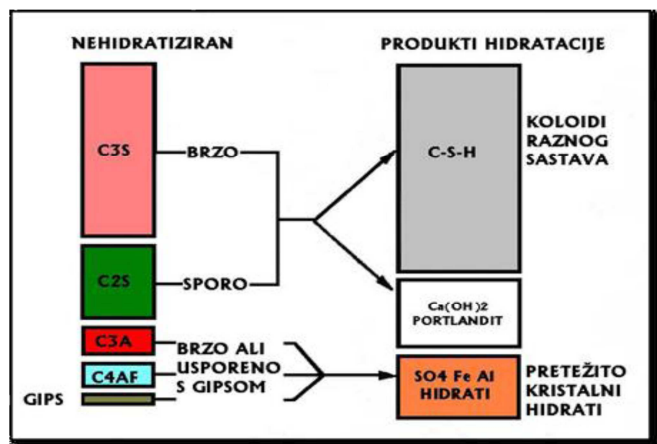 NEHIDRATIZIRAN
PRODUKTI HIDRATACIJE
C3S
BRZO
C-S-H
KOLOIDI
RAZNOG
SASTAVA
C2S
SPORO
Ca(OH)2
PORTLANDIT
C3A
C4AF
GIPS
BRZO ALI
USPORENO
S GIPSOM
SO4 Fe Al
HIDRATI
PRETEŽITO
KRISTALNI
HIDRATI